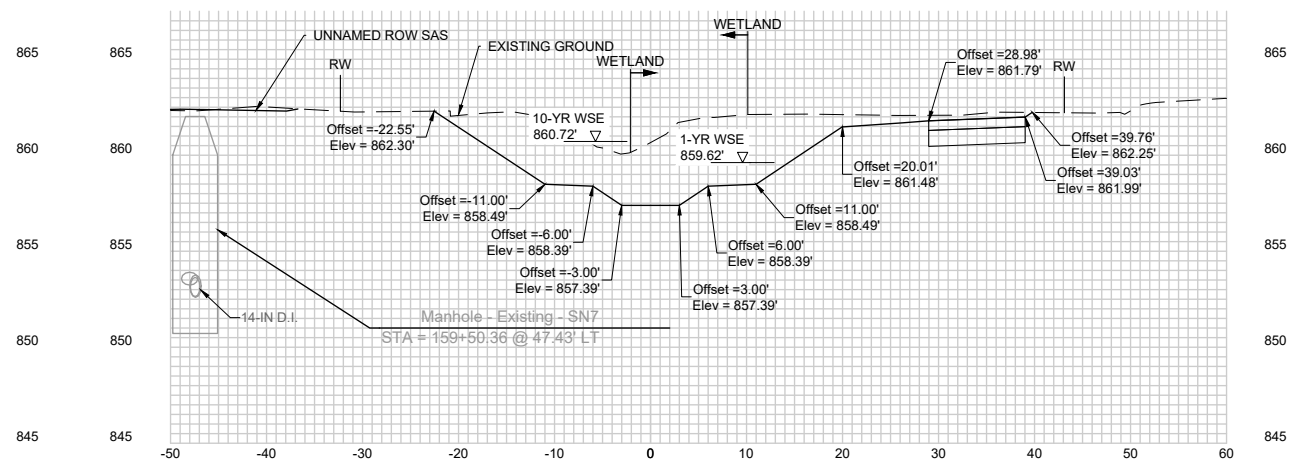 UNNAMED ROW SAS
EXISTING GROUND
RW
WETLAND
WETLAND
RW
Offset =28.98'
Elev = 861.79'
10-YR WSE
860.72'
1-YR WSE
859.62'
Offset =-22.55'
Elev = 862.30'
Offset =39.76'
Elev = 862.25'
Offset =20.01'
Elev = 861.48'
Offset =39.03'
Elev = 861.99'
Offset =-11.00'
Elev = 858.49'
Offset =11.00'
Elev = 858.49'
Offset =-6.00'
Elev = 858.39'
Offset =6.00'
Elev = 858.39'
Offset =-3.00'
Elev = 857.39'
Offset =3.00'
Elev = 857.39'
14-IN D.I.
Manhole - Existing - SN7
STA = 159+50.36 @ 47.43' LT
865 865 865
860 860 860
855 855 855
850 850 850
845 845 845
-50 -40 -30 -20 -10 0 10 20 30 40 50 60